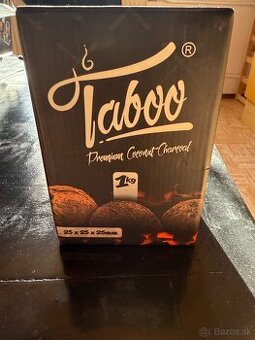 Taboo ®
Premium Coconut Charcoal
1kg
25 x 25 x 25mm
© Bazos.sk